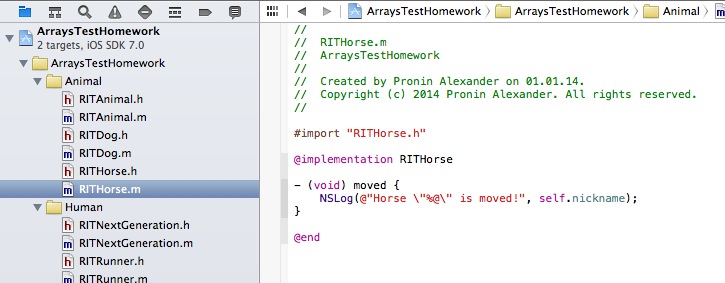 ArraysTestHomework
2 targets, iOS SDK 7.0
ArraysTestHomework
Animal
h RITAnimal.h
m RITAnimal.m
h RITDog.h
m RITDog.m
h RITHorse.h
m RITHorse.m
Human
h RITNextGeneration.h
m RITNextGeneration.m
h RITRunner.h
m RITRunner.m
ArraysTestHomework ArraysTestHomework Animal m
//
// RITHorse.m
// ArraysTestHomework
//
// Created by Pronin Alexander on 01.01.14.
// Copyright (c) 2014 Pronin Alexander. All rights reserved.
//
#import "RITHorse.h"
@implementation RITHorse
- (void) moved {
NSLog(@"Horse \"%@\" is moved!", self.nickname);
}
@end